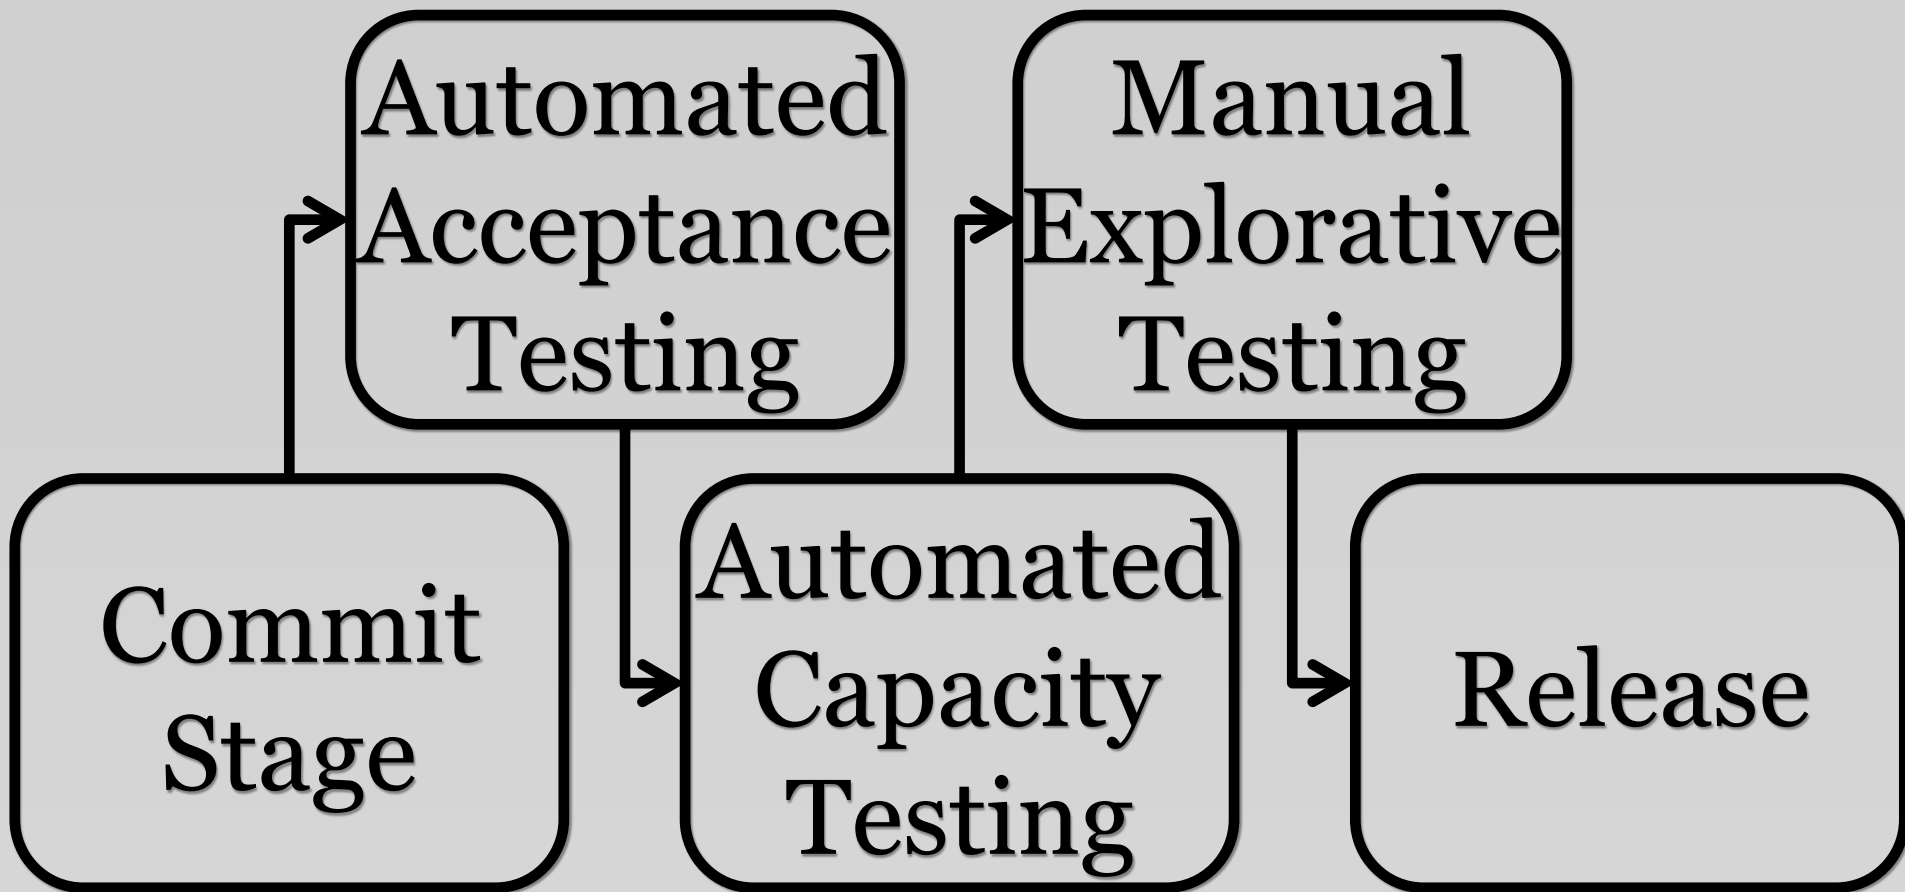 Commit
Stage
Automated
Acceptance
Testing
Automated
Capacity
Testing
Manual
Explorative
Testing
Release